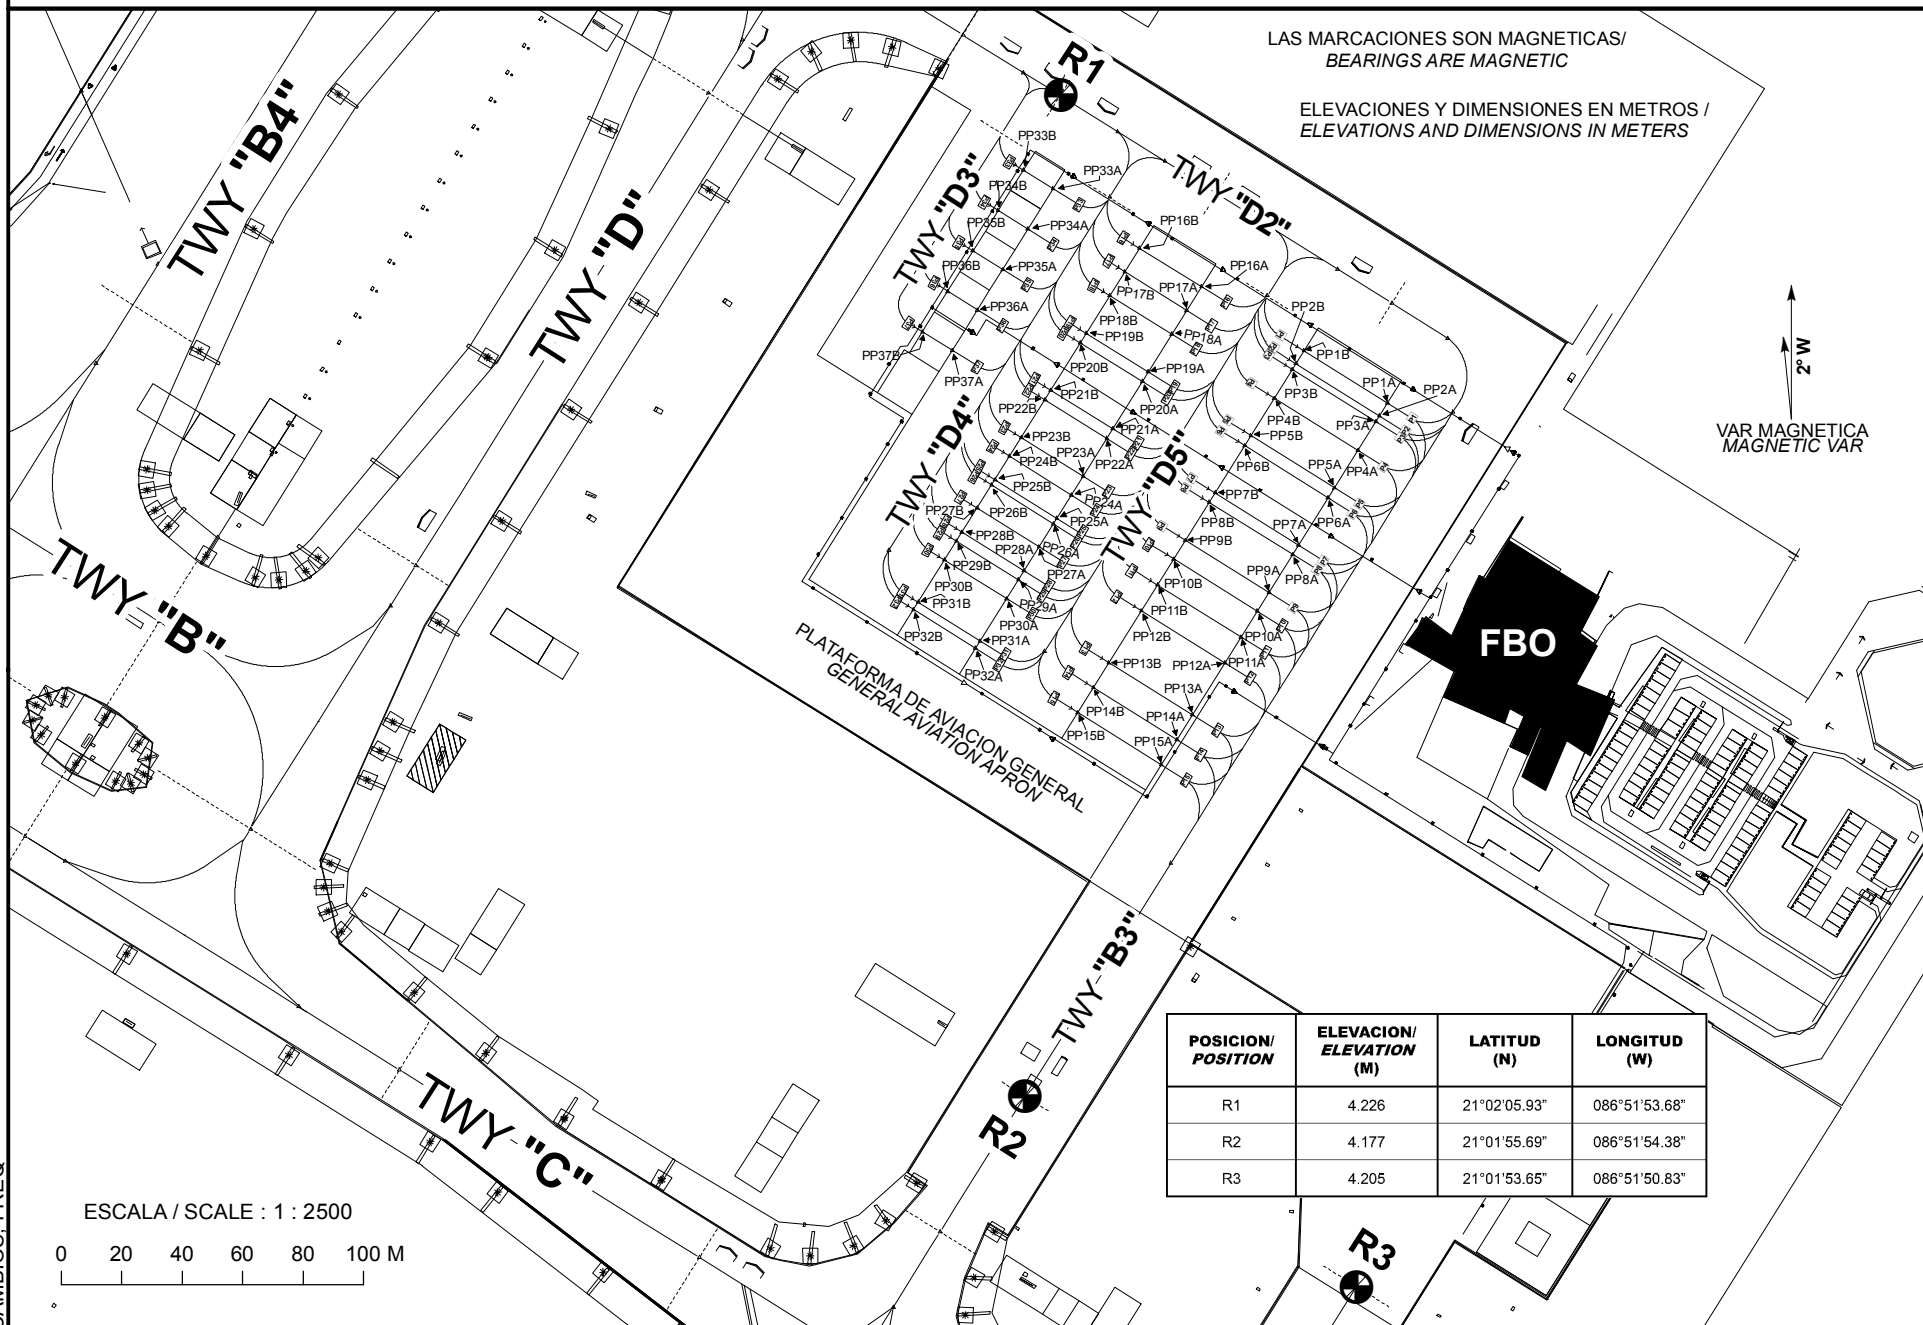 LAS MARCACIONES SON MAGNETICAS/
BEARINGS ARE MAGNETIC
ELEVACIONES Y DIMENSIONES EN METROS /
ELEVATIONS AND DIMENSIONS IN METERS
R1
TWY "B4"
TWY "D"
TWY "D3"
TWY "D2"
TWY "D4"
TWY "D5"
TWY "B"
TWY "B3"
TWY "C"
PP33B
PP33A
PP34B
PP34A
PP35B
PP35A
PP36B
PP36A
PP37B
PP37A
PP16B
PP16A
PP17B
PP17A
PP18B
PP18A
PP19B
PP19A
PP20B
PP20A
PP21B
PP21A
PP22B
PP22A
PP23B
PP23A
PP24B
PP24A
PP25B
PP25A
PP26B
PP26A
PP27B
PP27A
PP28B
PP28A
PP29B
PP29A
PP30B
PP30A
PP31B
PP31A
PP32B
PP32A
PP2B
PP1B
PP1A
PP2A
PP3B
PP3A
PP4B
PP4A
PP5B
PP5A
PP6B
PP6A
PP7B
PP7A
PP8B
PP8A
PP9B
PP9A
PP10B
PP10A
PP11B
PP11A
PP12B
PP12A
PP13B
PP13A
PP14B
PP14A
PP15B
PP15A
2° W
VAR MAGNETICA
MAGNETIC VAR
FBO
PLATAFORMA DE AVIACION GENERAL
GENERAL AVIATION APRON
R2
R3
POSICION/ POSITION ELEVACION/ ELEVATION (M) LATITUD (N) LONGITUD (W)
R1 4.226 21°02'05.93" 086°51'53.68"
R2 4.177 21°01'55.69" 086°51'54.38"
R3 4.205 21°01'53.65" 086°51'50.83"
ESCALA / SCALE : 1 : 2500
0 20 40 60 80 100 M